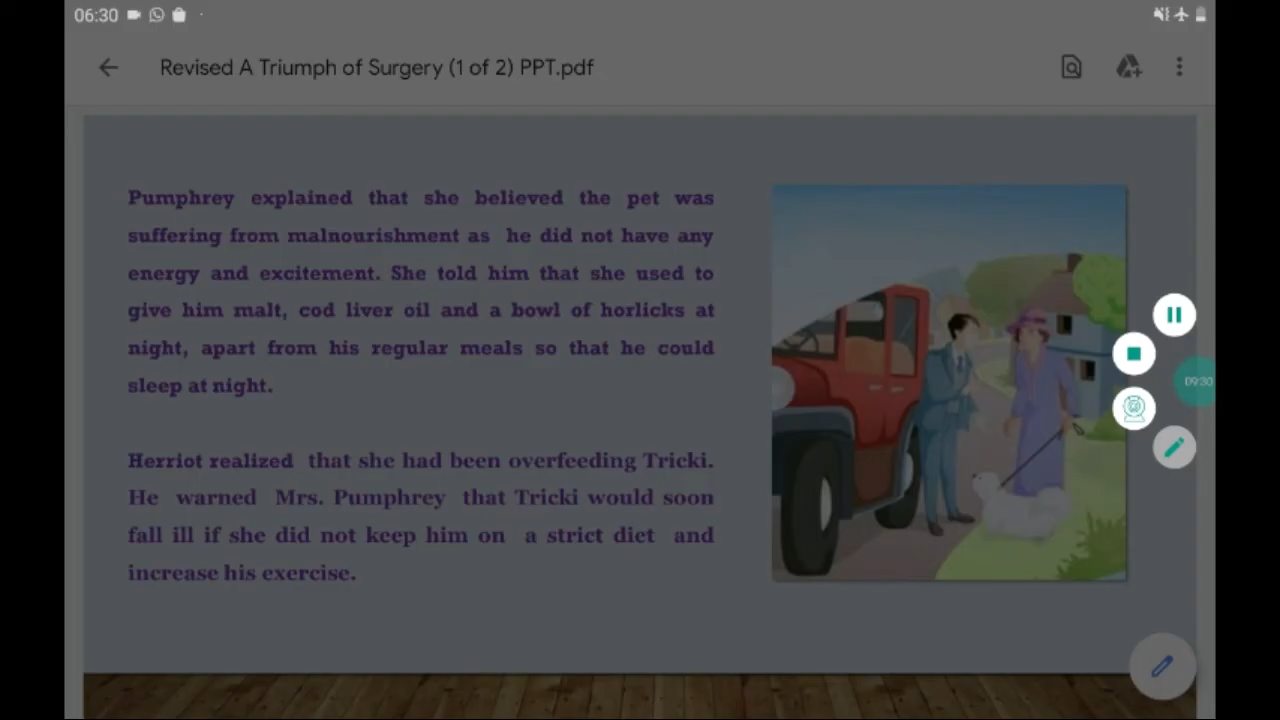 06:30
Revised A Triumph of Surgery (1 of 2) PPT.pdf
Pumphrey explained that she believed the pet was
suffering from malnourishment as he did not have any
energy and excitement. She told him that she used to
give him malt, cod liver oil and a bowl of horlicks at
night, apart from his regular meals so that he could
sleep at night.
09:30
Herriot realized that she had been overfeeding Tricki.
He warned Mrs. Pumphrey that Tricki would soon
fall ill if she did not keep him on a strict diet and
increase his exercise.